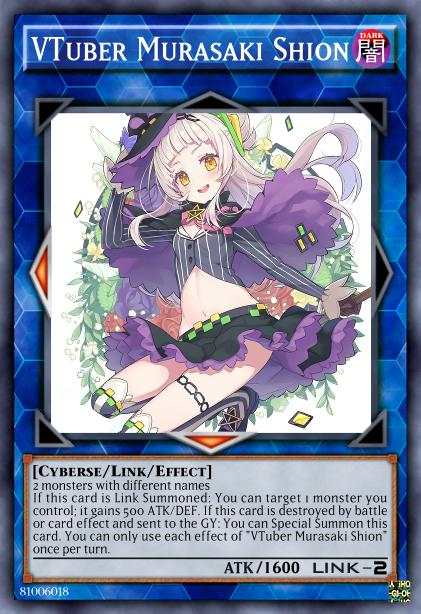 VTuber Murasaki Shion
DARK
闇
[Cyberse/Link/Effect]
2 monsters with different names
If this card is Link Summoned: You can target 1 monster you
control; it gains 500 ATK/DEF. If this card is destroyed by battle
or card effect and sent to the GY: You can Special Summon this
card. You can only use each effect of "VTuber Murasaki Shion"
once per turn.
ATK/1600 LINK-2
81006018